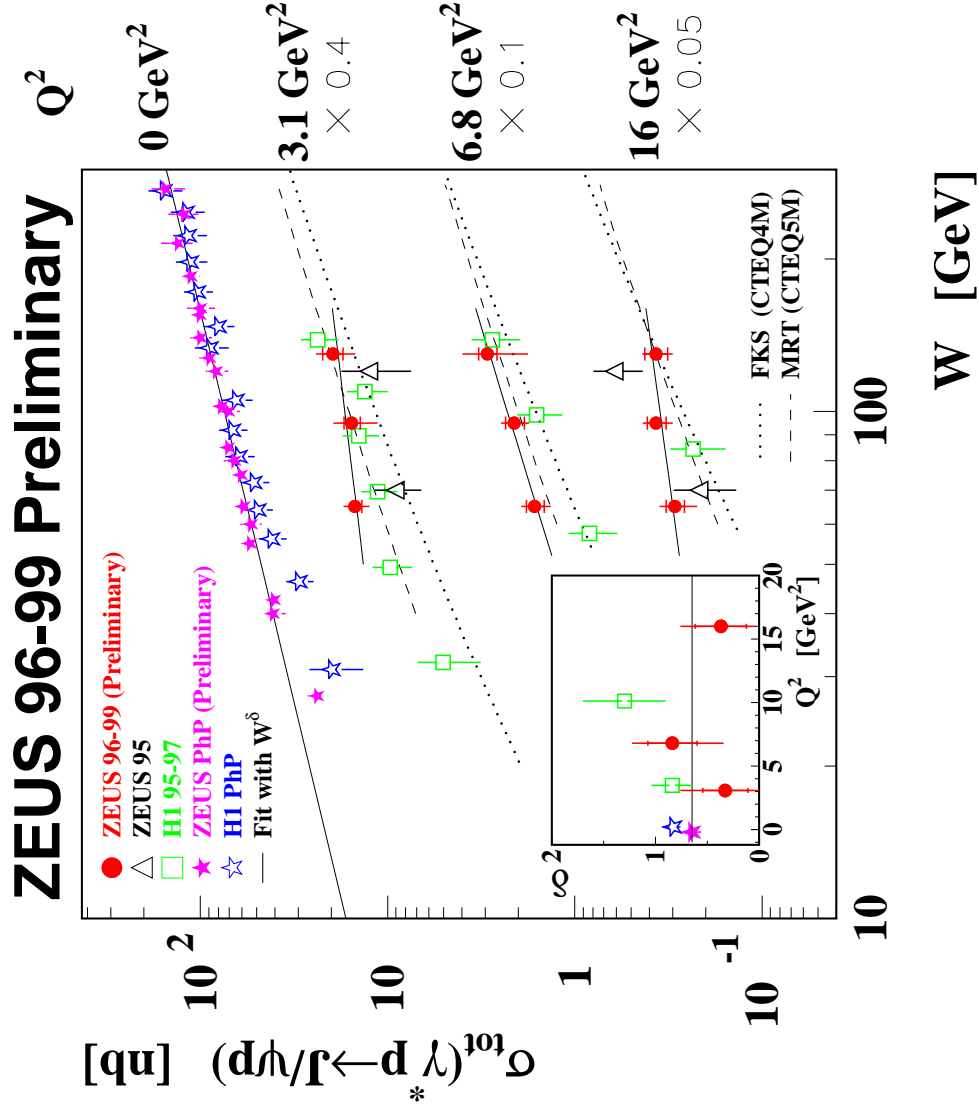 ZEUS 96-99 Preliminary
Q²
ZEUS 96-99 (Preliminary)
ZEUS 95
H1 95-97
ZEUS PhP (Preliminary)
H1 PhP
Fit with W^δ
0 GeV²
3.1 GeV²
× 0.4
6.8 GeV²
× 0.1
16 GeV²
× 0.05
σ_tot(γ* p→J/ψp) [nb]
10²
10
1
10⁻¹
δ
2
1
0
0
5
10
15
20
Q² [GeV²]
FKS (CTEQ4M)
MRT (CTEQ5M)
10
100
W [GeV]